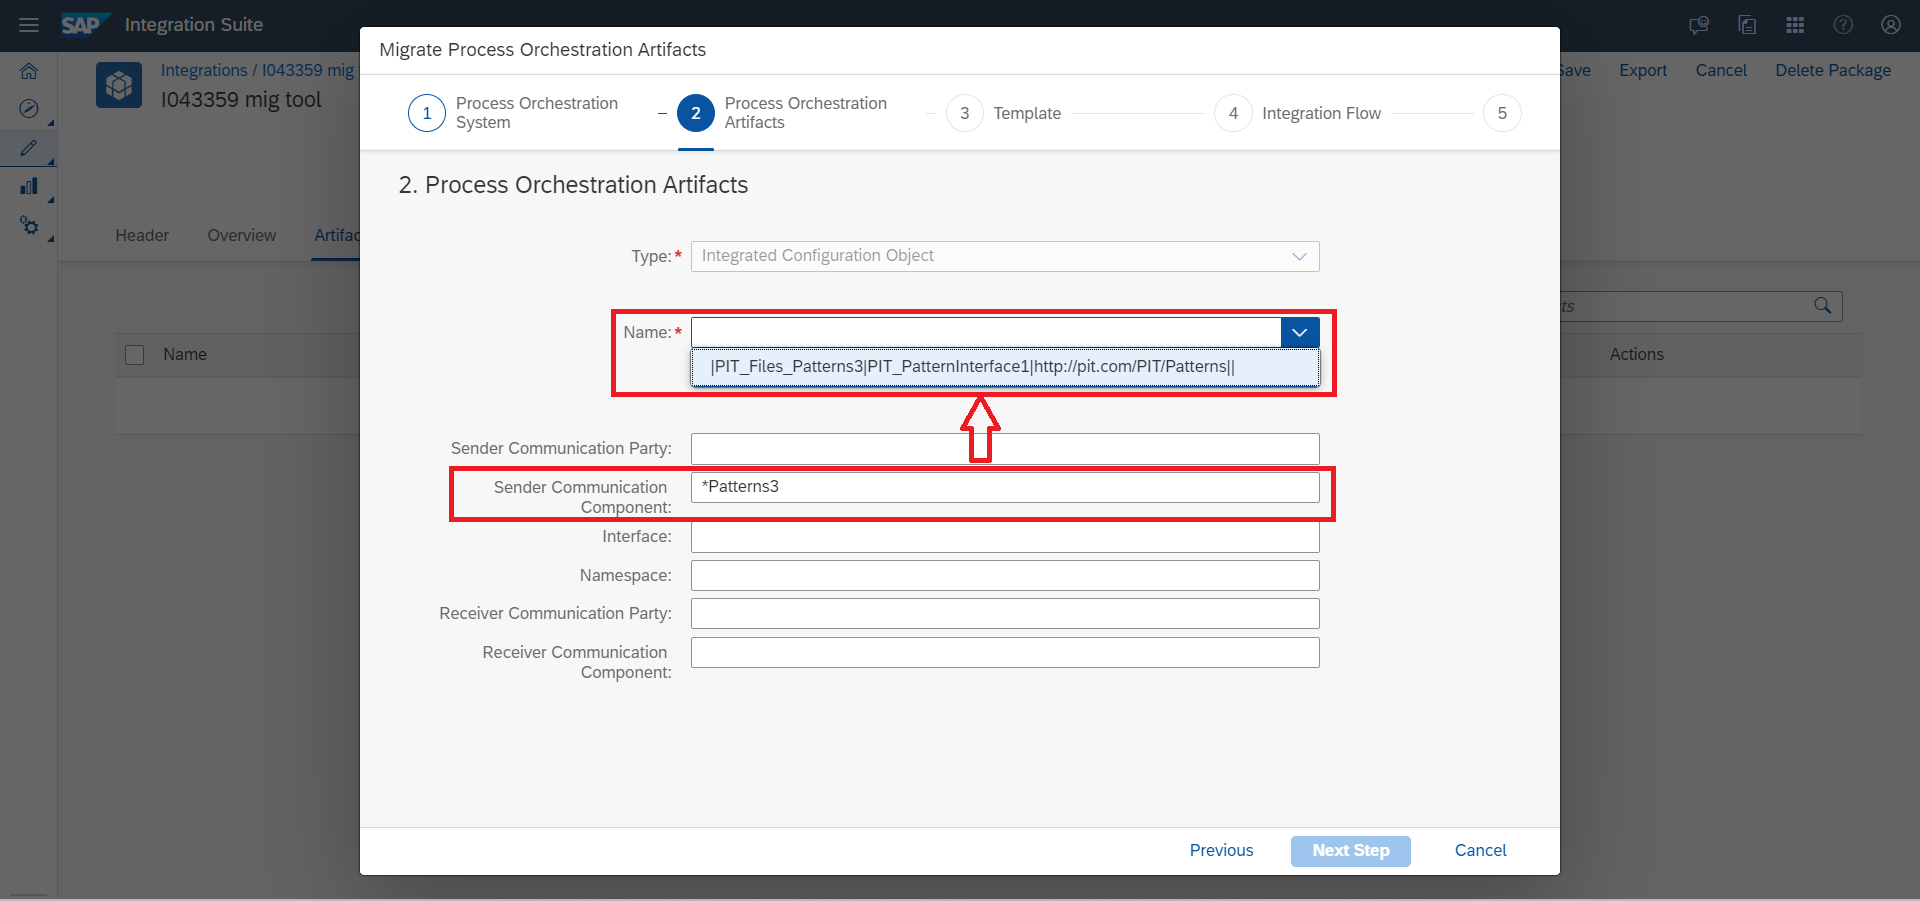 SAP Integration Suite
Migrate Process Orchestration Artifacts
Integrations / I043359 mig
I043359 mig tool
Save Export Cancel Delete Package
1 Process Orchestration System
2 Process Orchestration Artifacts
3 Template
4 Integration Flow
5
2. Process Orchestration Artifacts
Header Overview Artifac
Type:* Integrated Configuration Object
Name:*
|PIT_Files_Patterns3|PIT_PatternInterface1|http://pit.com/PIT/Patterns||
Name
Actions
Sender Communication Party:
Sender Communication
Component:
*Patterns3
Interface:
Namespace:
Receiver Communication Party:
Receiver Communication
Component:
Previous Next Step Cancel